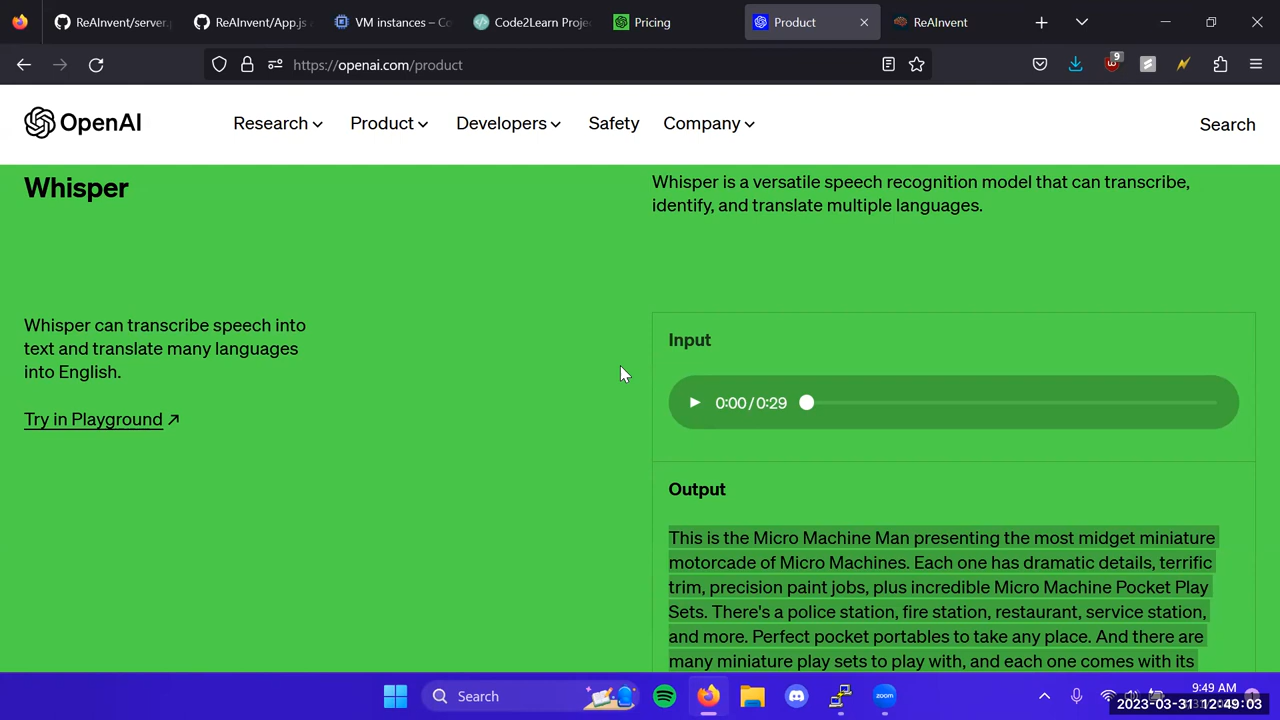 ReAInvent/server.
ReAInvent/App.js
VM instances – Co
Code2Learn Proje
Pricing
Product
ReAInvent
https://openai.com/product
9
OpenAI
Research
Product
Developers
Safety
Company
Search
Whisper
Whisper is a versatile speech recognition model that can transcribe,
identify, and translate multiple languages.
Whisper can transcribe speech into
text and translate many languages
into English.
Try in Playground
Input
0:00 / 0:29
Output
This is the Micro Machine Man presenting the most midget miniature
motorcade of Micro Machines. Each one has dramatic details, terrific
trim, precision paint jobs, plus incredible Micro Machine Pocket Play
Sets. There's a police station, fire station, restaurant, service station,
and more. Perfect pocket portables to take any place. And there are
many miniature play sets to play with, and each one comes with its
Search
zoom
9:49 AM
2023-03-31 12:49:03